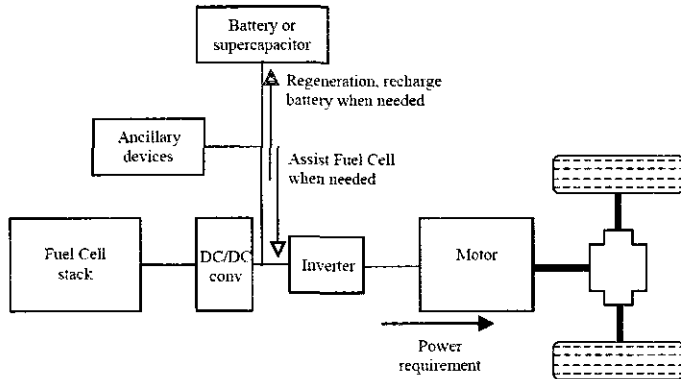 Battery or
supercapacitor
Regeneration, recharge
battery when needed
Ancillary
devices
Assist Fuel Cell
when needed
Fuel Cell
stack
DC/DC
conv
Inverter
Motor
Power
requirement